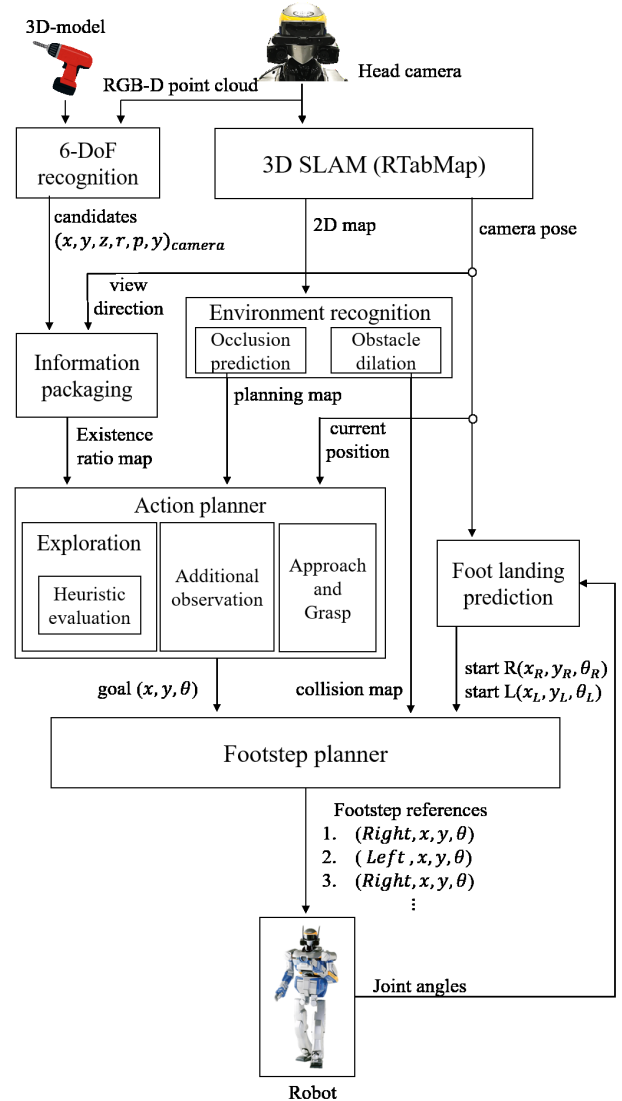 3D-model
Head camera
RGB-D point cloud
6-DoF
recognition
3D SLAM (RTabMap)
candidates
(x, y, z, r, p, y)camera
2D map
camera pose
view
direction
Environment recognition
Occlusion
prediction
Obstacle
dilation
Information
packaging
planning map
Existence
ratio map
current
position
Action planner
Exploration
Heuristic
evaluation
Additional
observation
Approach
and
Grasp
Foot landing
prediction
goal (x, y, θ)
collision map
start R(xR, yR, θR)
start L(xL, yL, θL)
Footstep planner
Footstep references
1. (Right, x, y, θ)
2. ( Left , x, y, θ)
3. (Right, x, y, θ)
⋮
Joint angles
Robot